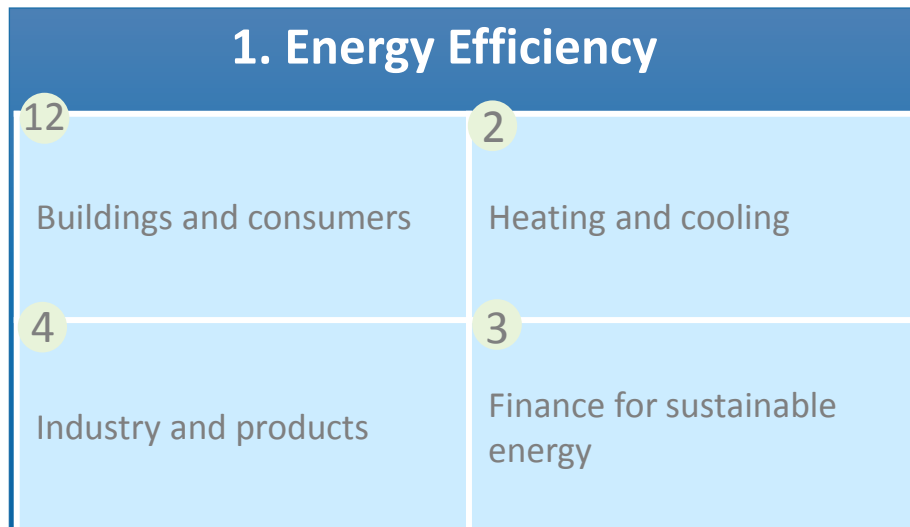 1. Energy Efficiency
12
Buildings and consumers
2
Heating and cooling
4
Industry and products
3
Finance for sustainable
energy